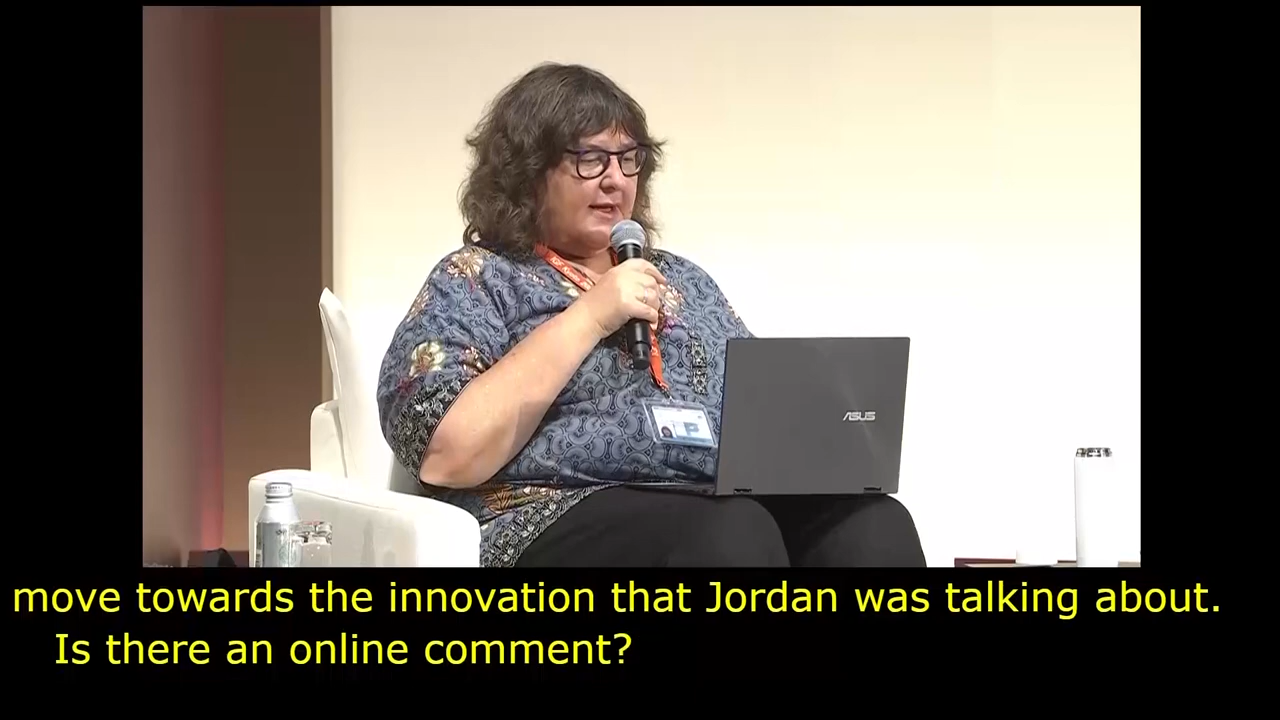 ASUS
P
move towards the innovation that Jordan was talking about.
Is there an online comment?